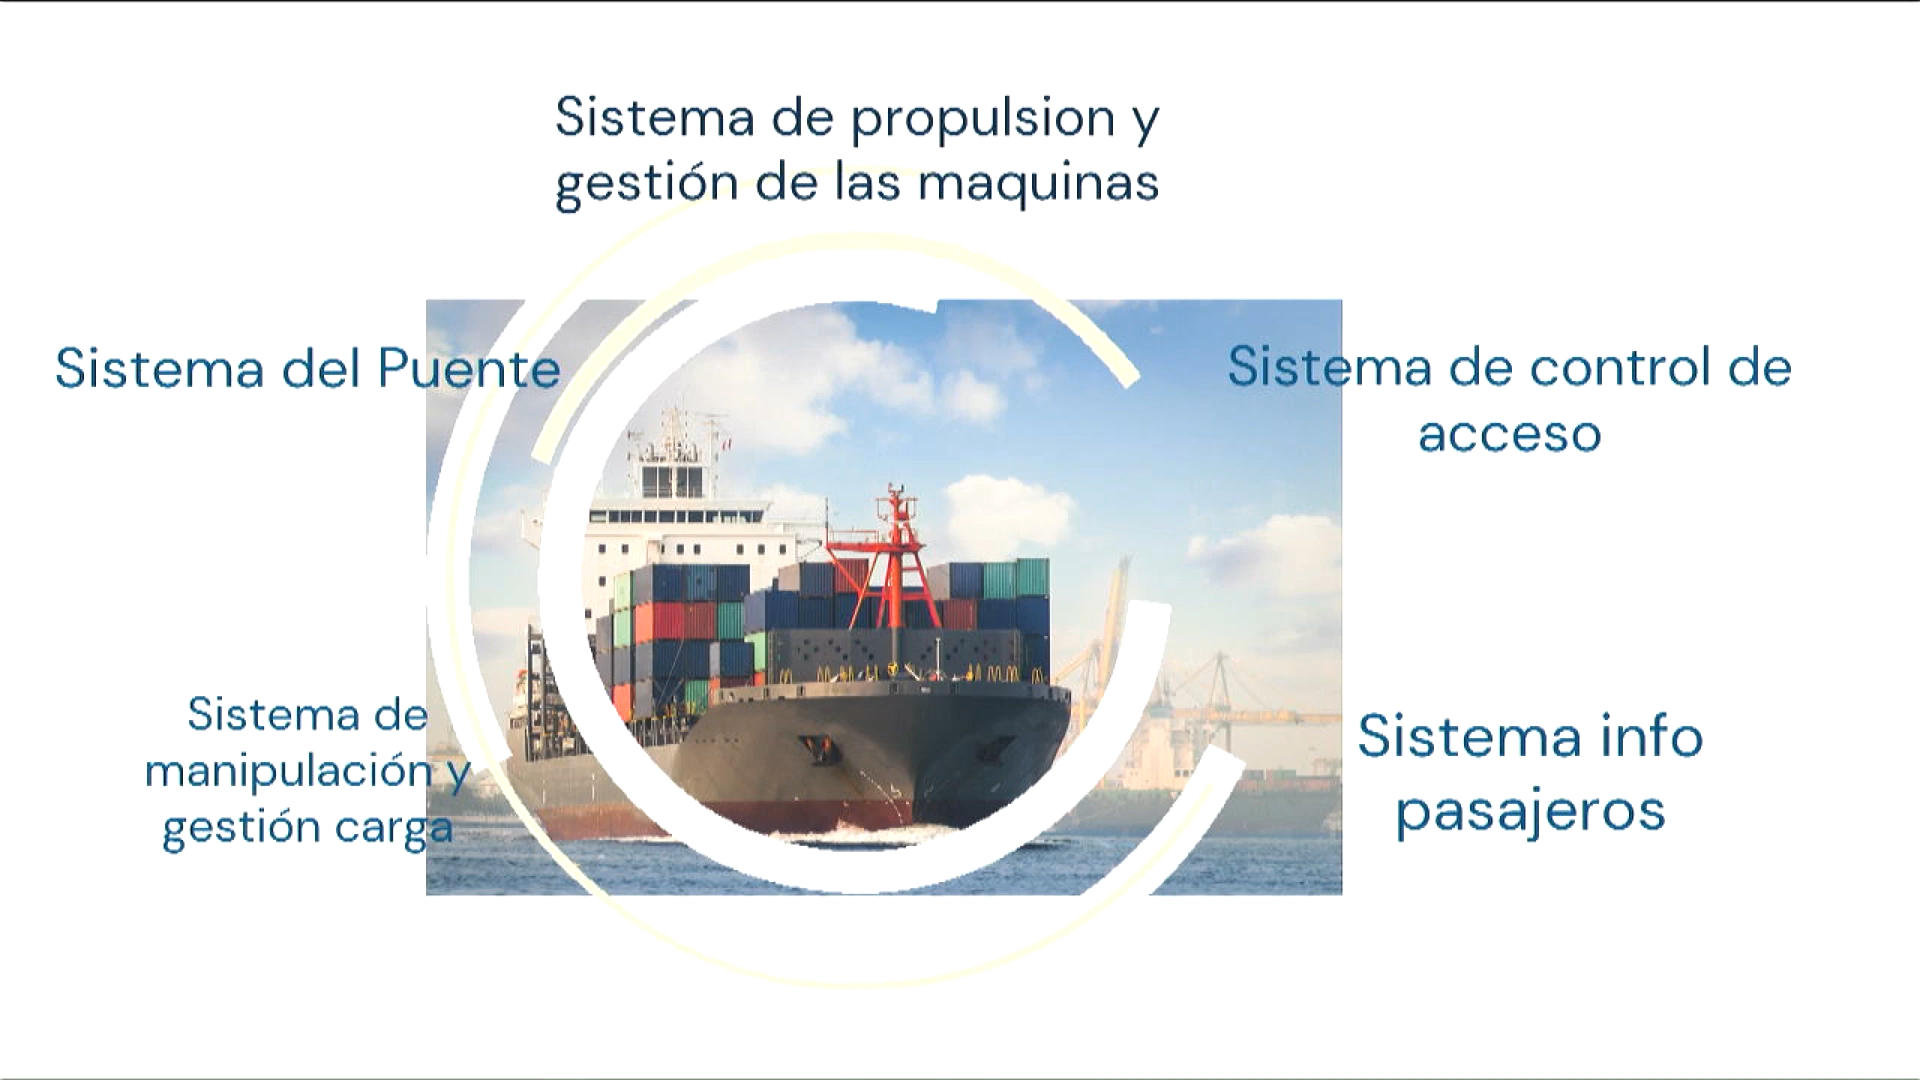 Sistema de propulsion y
gestión de las maquinas
Sistema del Puente
Sistema de control de
acceso
Sistema de
manipulación y
gestión carga
Sistema info
pasajeros